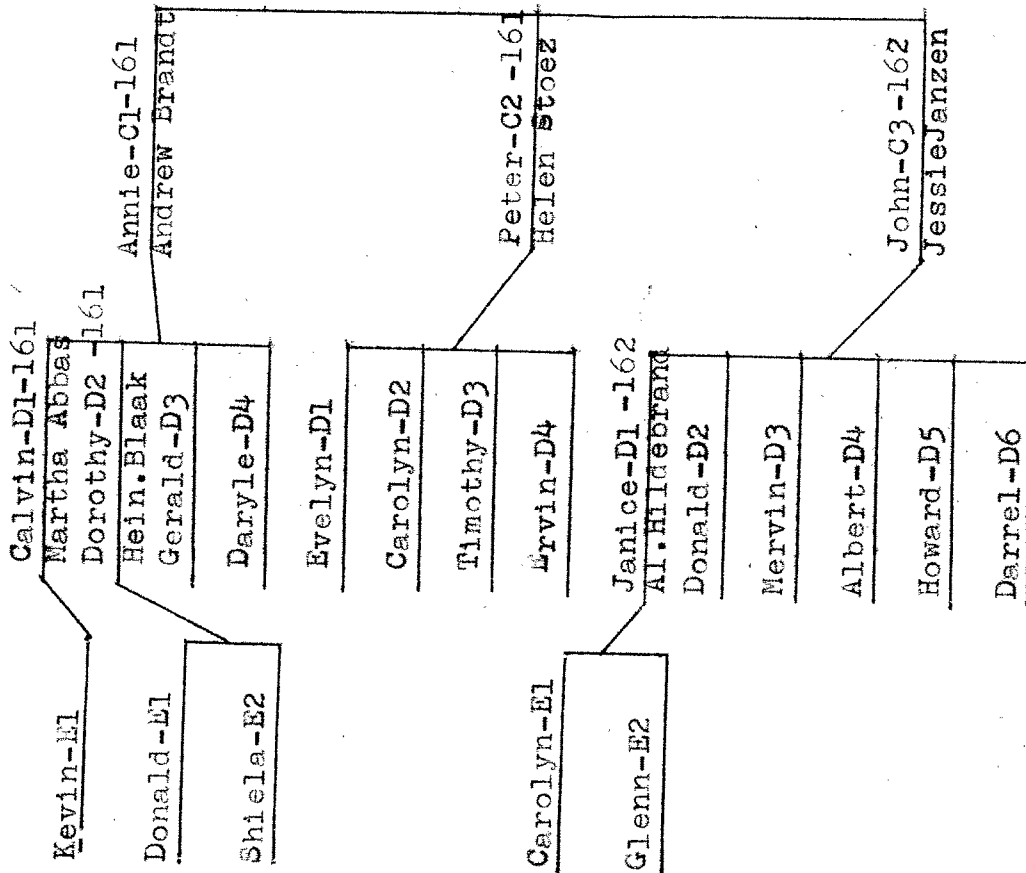 Annie-C1-161
Andrew Brandt
Peter-C2-161
Helen Stoez
John-C3-162
JessieJanzen
Calvin-D1-161
Martha Abbas
Dorothy-D2-161
Hein.Blaak
Gerald-D3
Daryle-D4
Evelyn-D1
Carolyn-D2
Timothy-D3
Ervin-D4
Janice-D1-162
Al.Hildebrand
Donald-D2
Mervin-D3
Albert-D4
Howard-D5
Darrel-D6
Kevin-E1
Donald-E1
Shiela-E2
Carolyn-E1
Glenn-E2